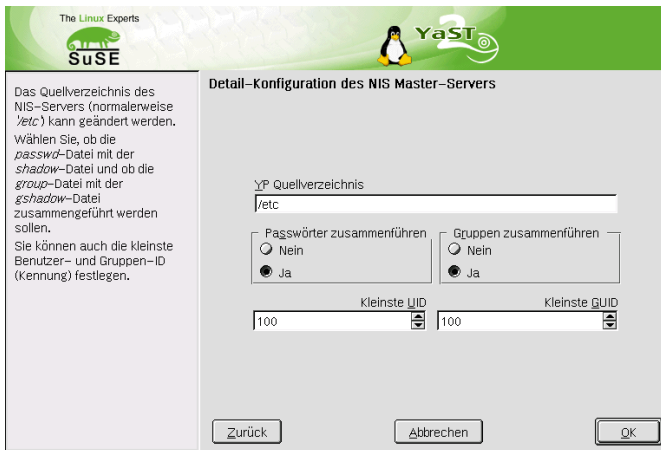 The Linux Experts
SuSE
YaST
2
Das Quellverzeichnis des
NIS-Servers (normalerweise
'/etc') kann geändert werden.
Wählen Sie, ob die
passwd-Datei mit der
shadow-Datei und ob die
group-Datei mit der
gshadow-Datei
zusammengeführt werden
sollen.
Sie können auch die kleinste
Benutzer- und Gruppen-ID
(Kennung) festlegen.
Detail-Konfiguration des NIS Master-Servers
YP Quellverzeichnis
/etc
Passwörter zusammenführen
Nein
Ja
Gruppen zusammenführen
Nein
Ja
Kleinste UID
100
Kleinste GUID
100
Zurück
Abbrechen
OK